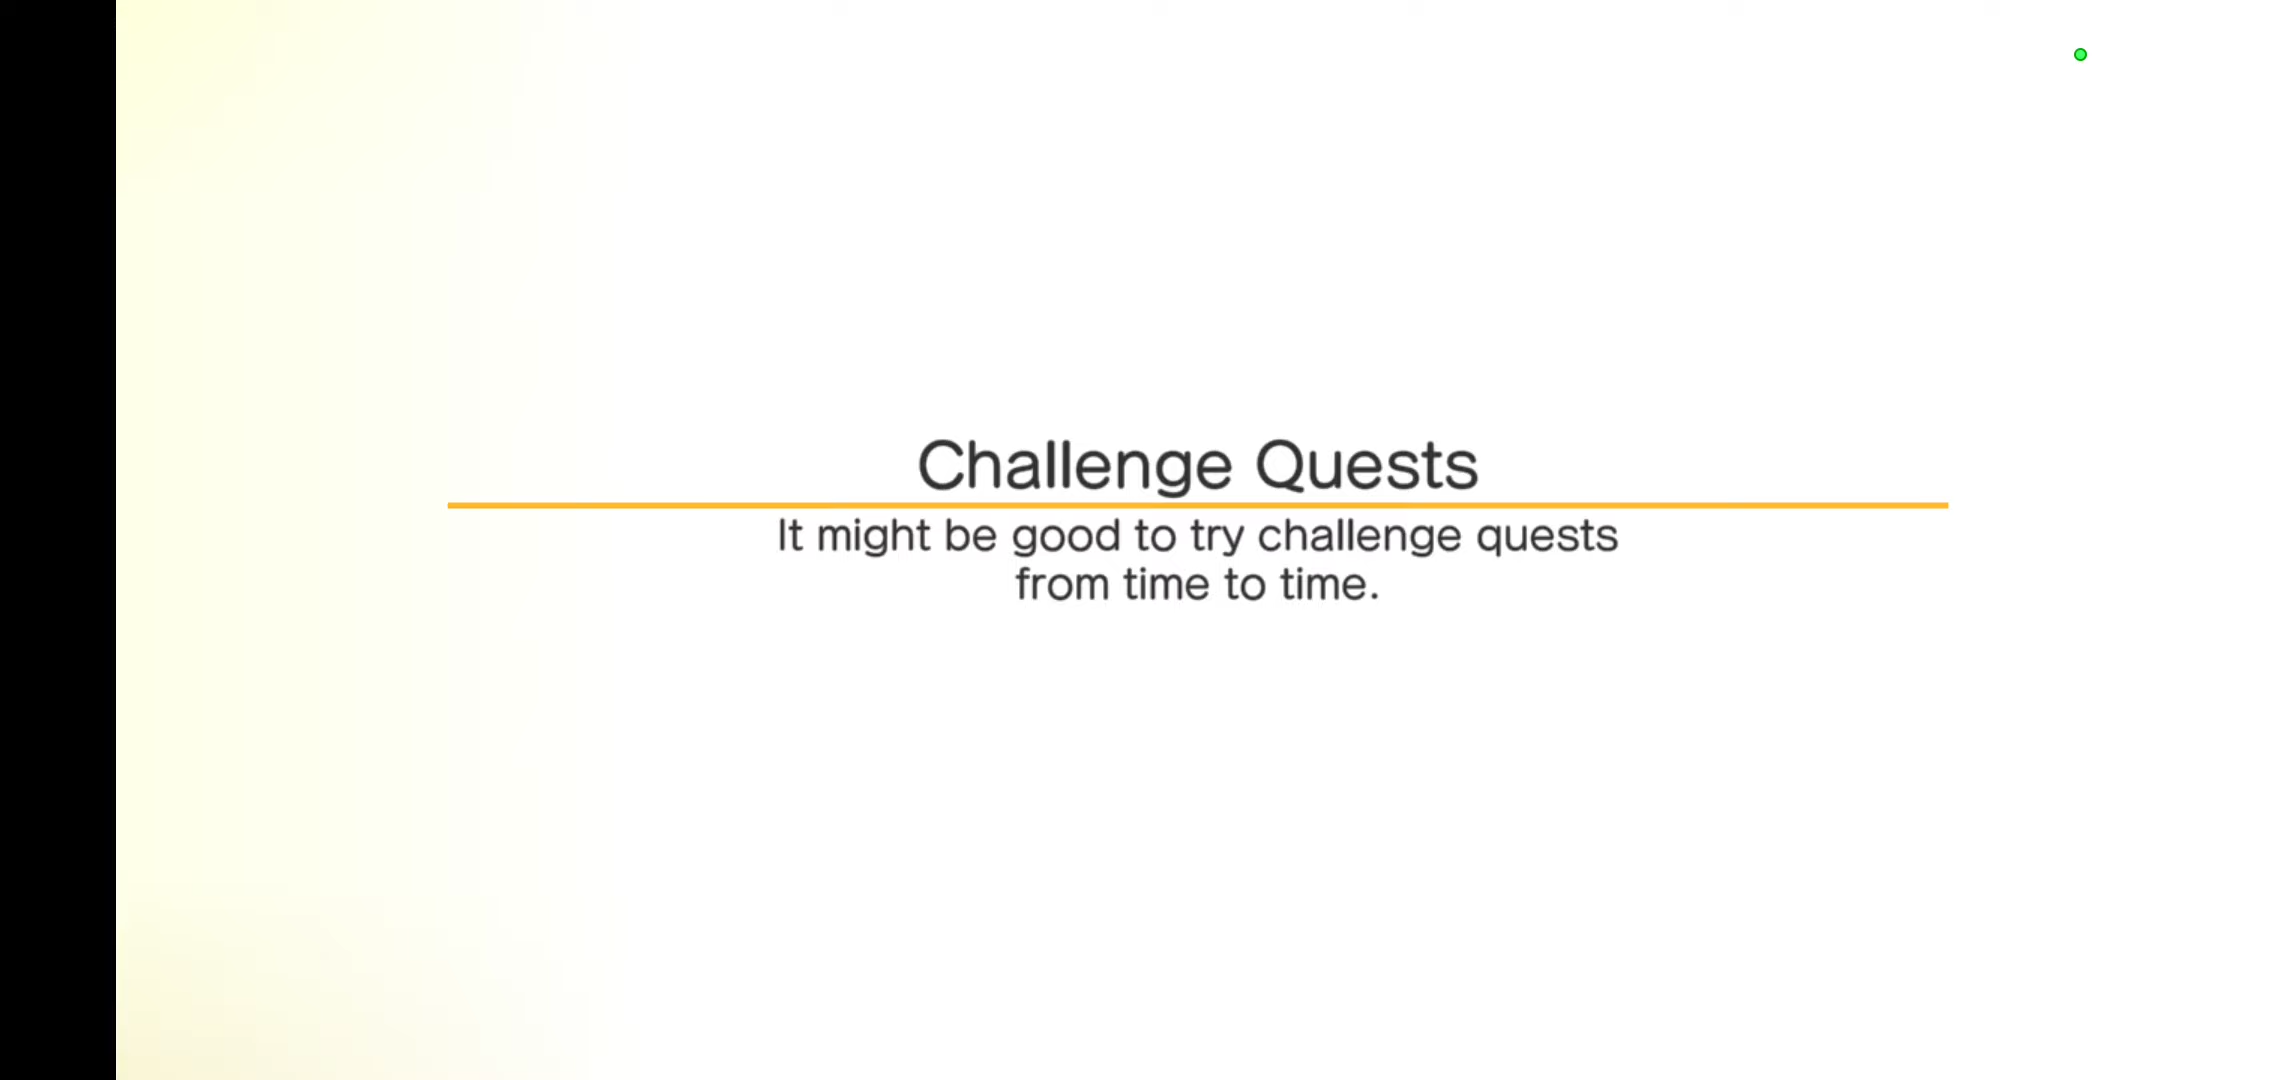 Challenge Quests
It might be good to try challenge quests
from time to time.